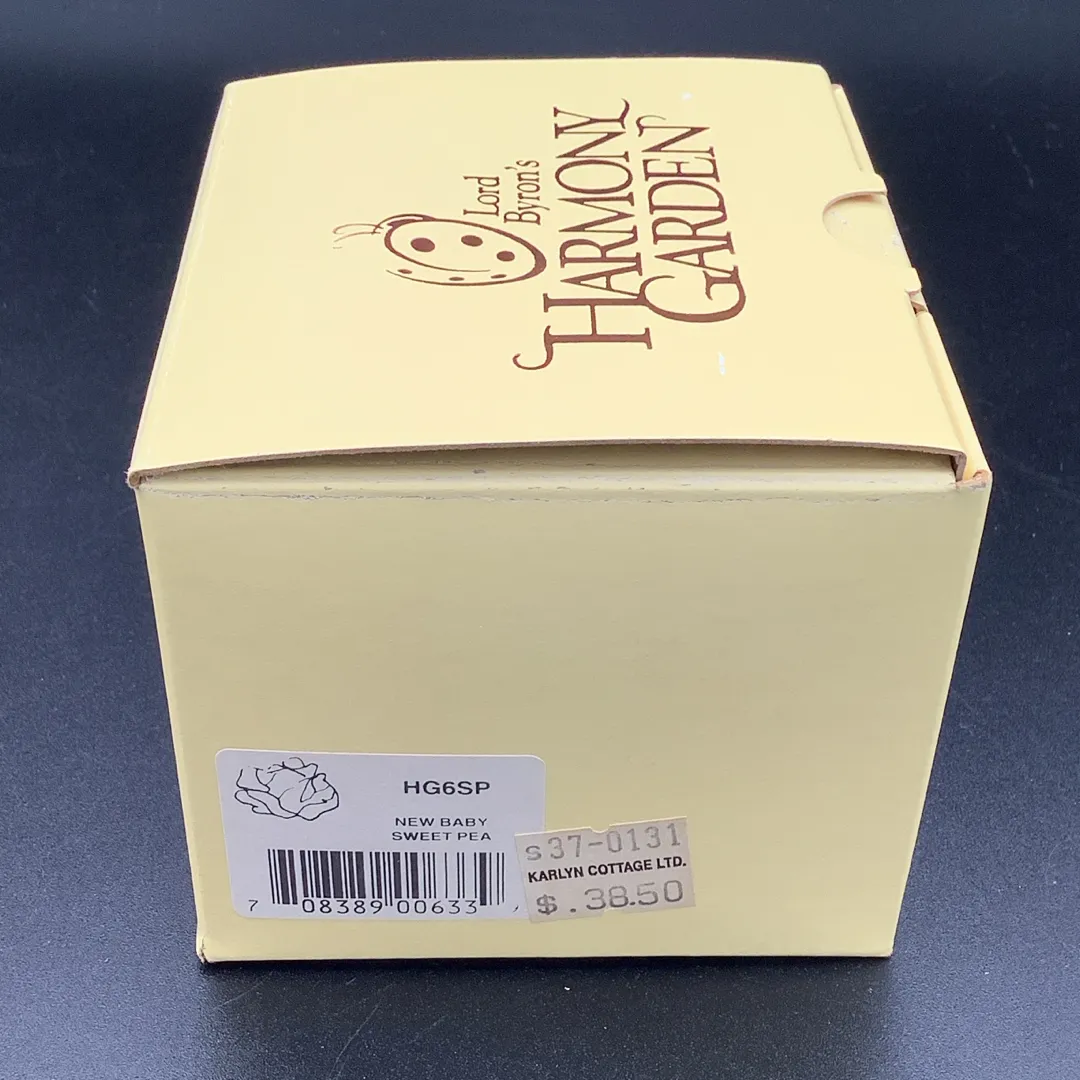 Lord
Byron's
HARMONY
GARDEN
HG6SP
NEW BABY
SWEET PEA
7 08389 00633
s37-0131
KARLYN COTTAGE LTD.
$.38.50